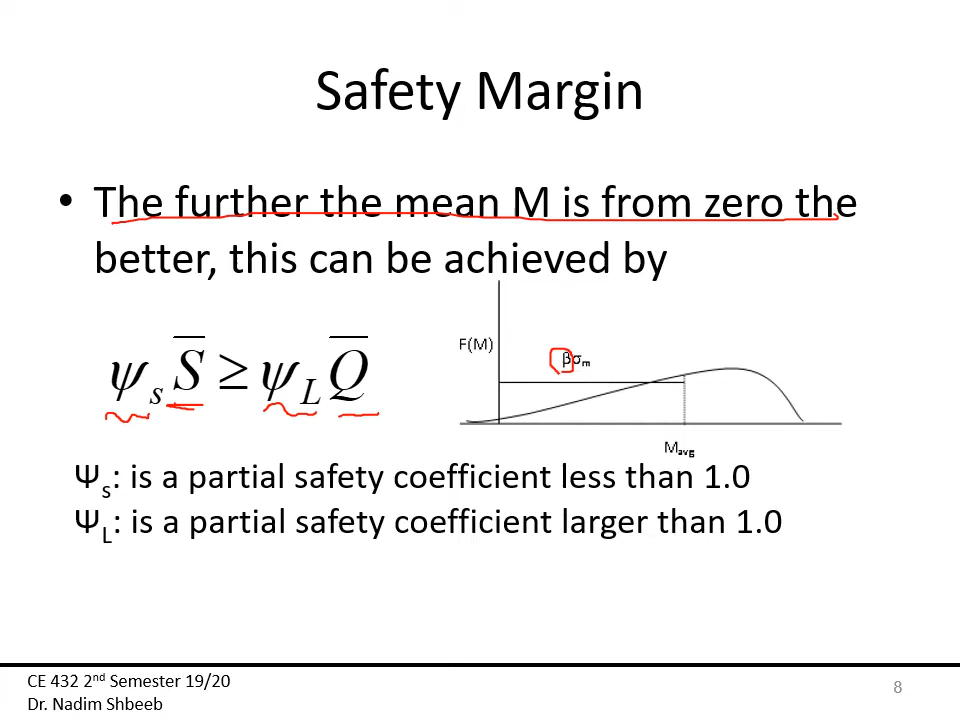 Safety Margin
• The further the mean M is from zero the
better, this can be achieved by
ψs S̅ ≥ ψL Q̅
F(M)
βσm
Mavg
Ψs: is a partial safety coefficient less than 1.0
ΨL: is a partial safety coefficient larger than 1.0
CE 432 2nd Semester 19/20
Dr. Nadim Shbeeb
8